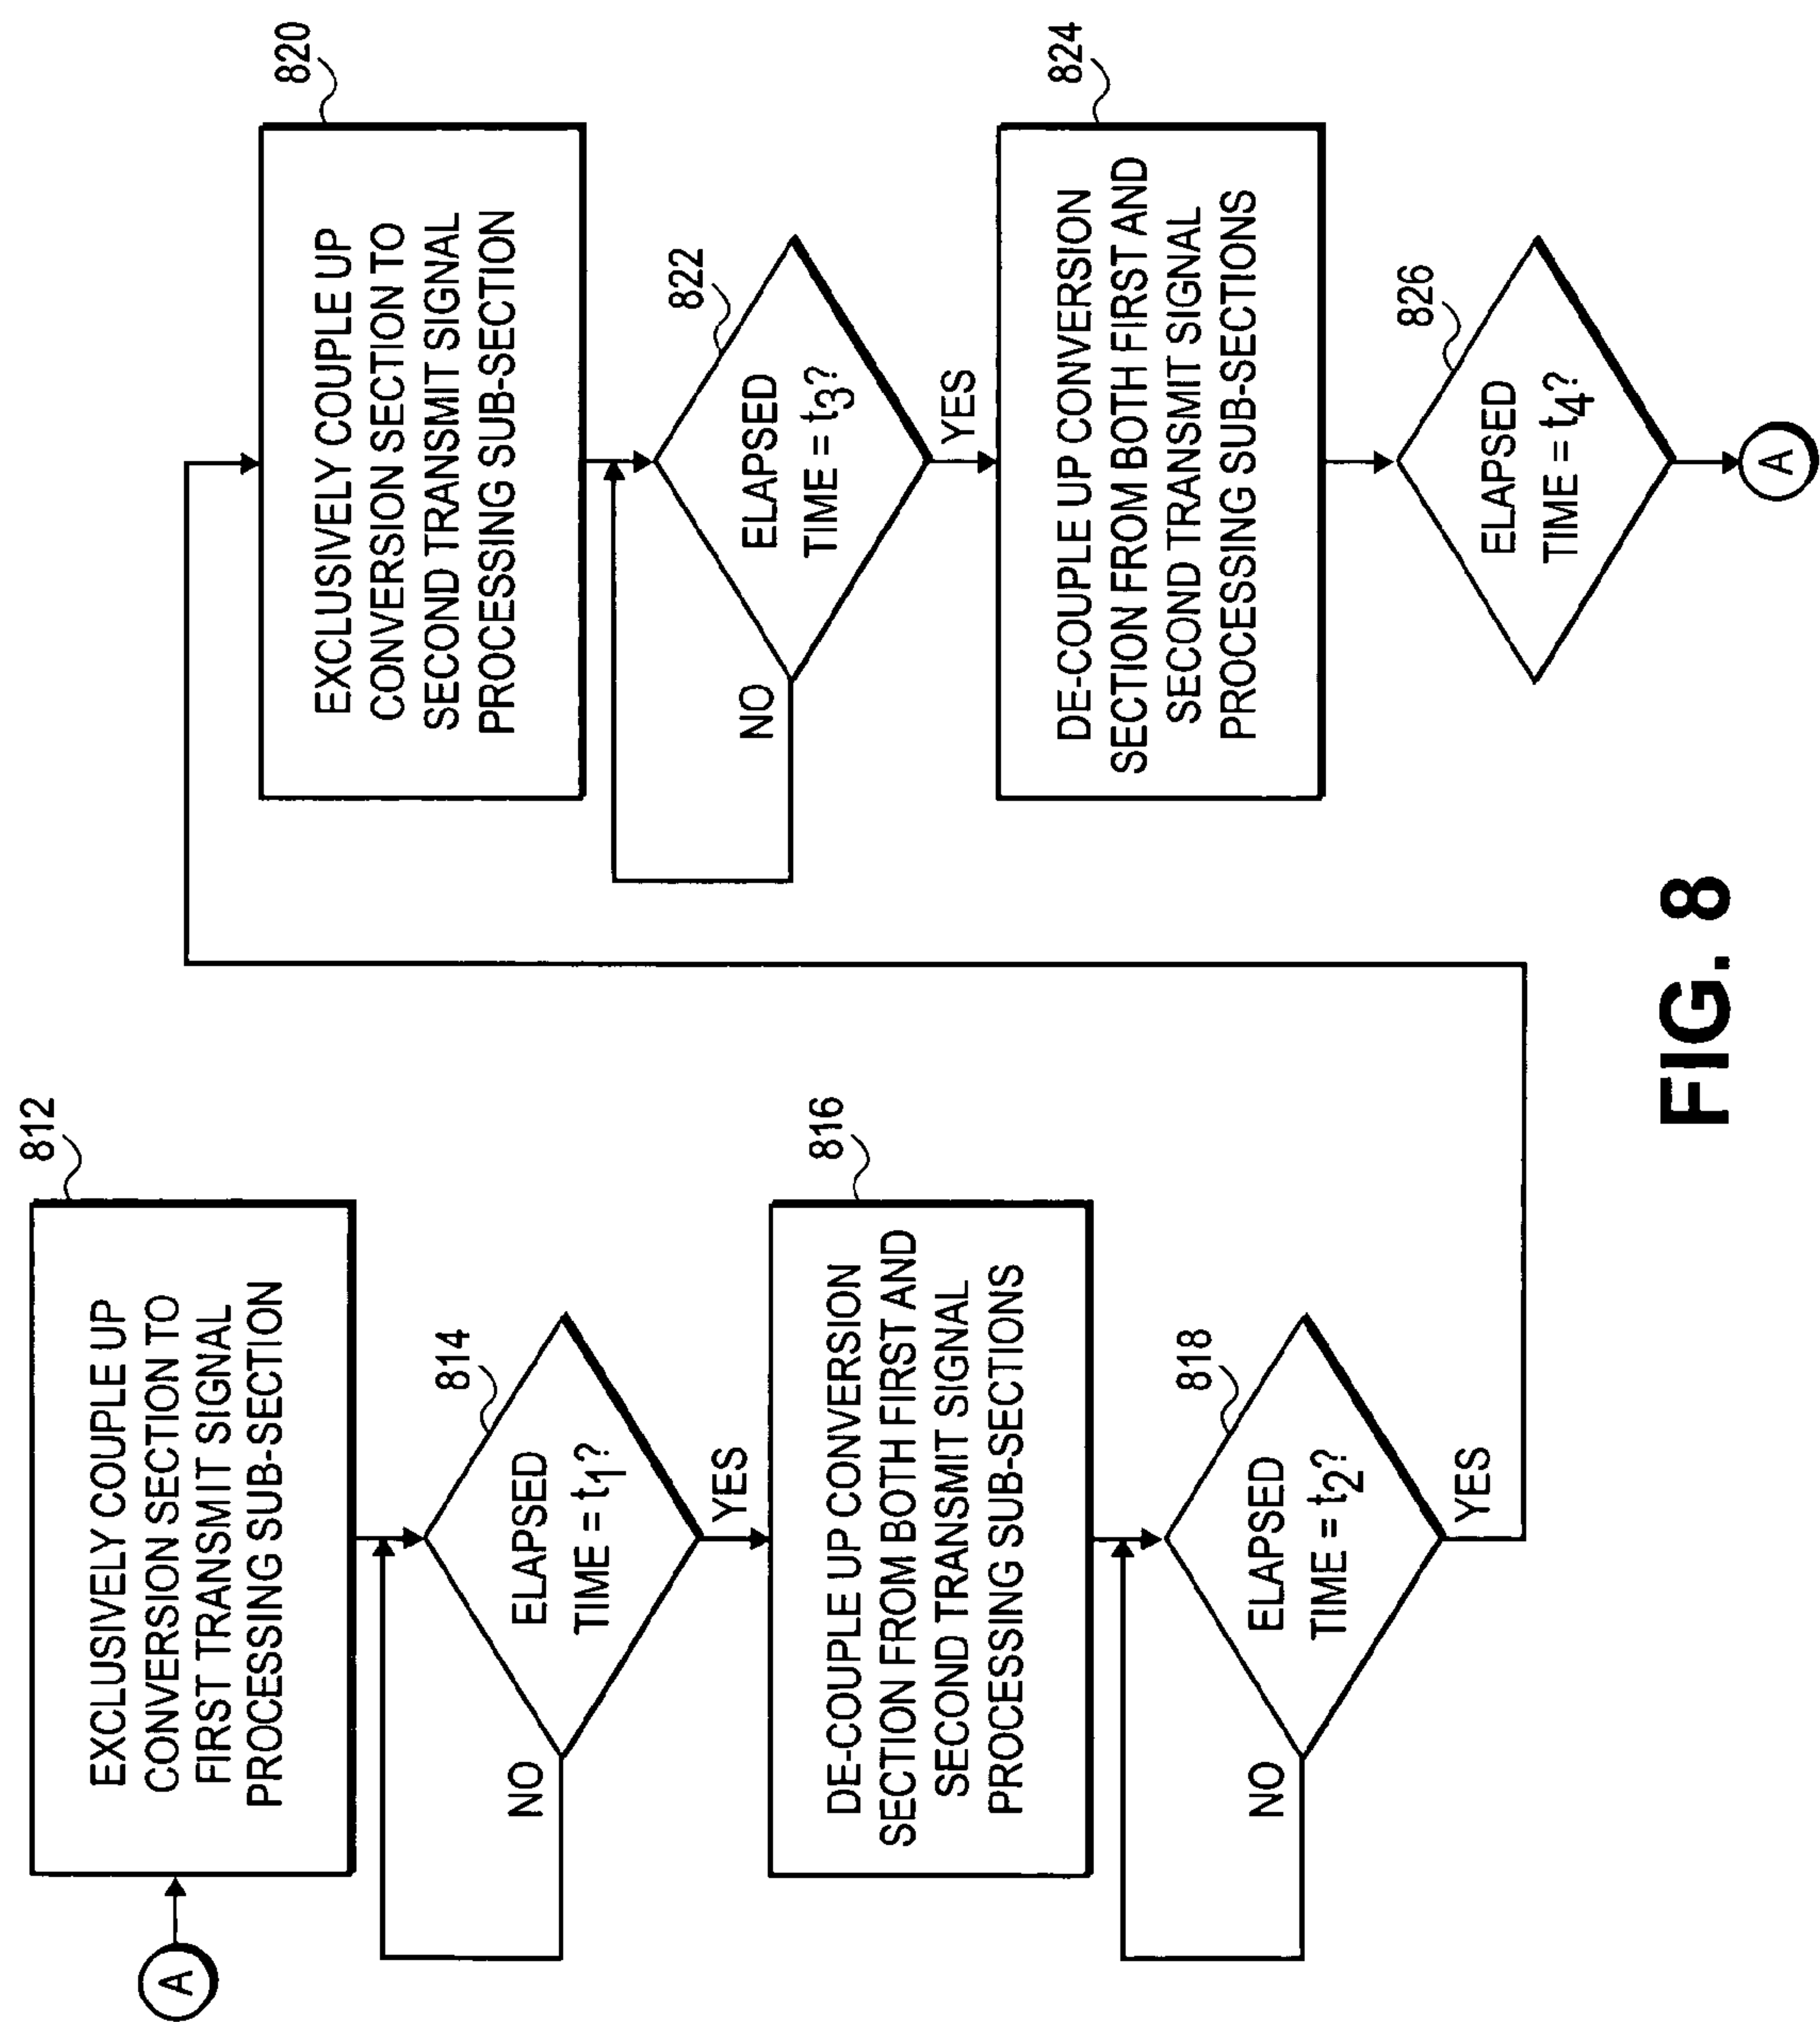 A
812
EXCLUSIVELY COUPLE UP
CONVERSION SECTION TO
FIRST TRANSMIT SIGNAL
PROCESSING SUB-SECTION
814
ELAPSED
TIME = t1?
NO
YES
816
DE-COUPLE UP CONVERSION
SECTION FROM BOTH FIRST AND
SECOND TRANSMIT SIGNAL
PROCESSING SUB-SECTIONS
818
ELAPSED
TIME = t2?
NO
YES
820
EXCLUSIVELY COUPLE UP
CONVERSION SECTION TO
SECOND TRANSMIT SIGNAL
PROCESSING SUB-SECTION
822
ELAPSED
TIME = t3?
NO
YES
824
DE-COUPLE UP CONVERSION
SECTION FROM BOTH FIRST AND
SECOND TRANSMIT SIGNAL
PROCESSING SUB-SECTIONS
826
ELAPSED
TIME = t4?
A
FIG. 8